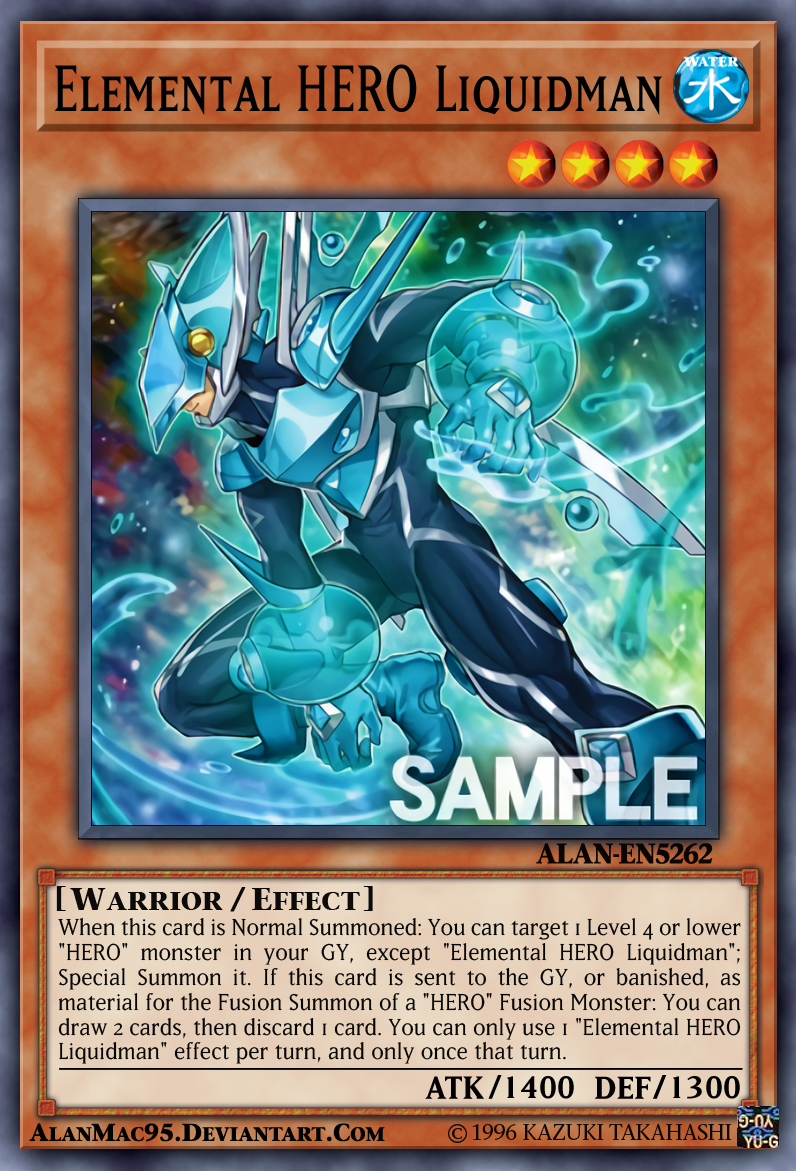 Elemental HERO Liquidman
WATER
水
SAMPLE
ALAN-EN5262
[Warrior / Effect]
When this card is Normal Summoned: You can target 1 Level 4 or lower
"HERO" monster in your GY, except "Elemental HERO Liquidman";
Special Summon it. If this card is sent to the GY, or banished, as
material for the Fusion Summon of a "HERO" Fusion Monster: You can
draw 2 cards, then discard 1 card. You can only use 1 "Elemental HERO
Liquidman" effect per turn, and only once that turn.
ATK/1400 DEF/1300
AlanMac95.Deviantart.Com
© 1996 KAZUKI TAKAHASHI